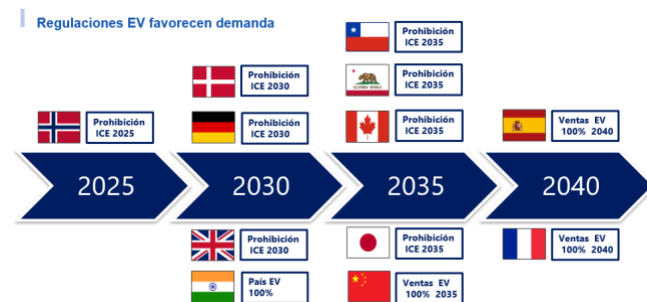 Regulaciones EV favorecen demanda
Prohibición
ICE 2035
Prohibición
ICE 2030
Prohibición
ICE 2035
Prohibición
ICE 2025
Prohibición
ICE 2030
Prohibición
ICE 2035
Ventas EV
100% 2040
2025
2030
2035
2040
Prohibición
ICE 2030
Prohibición
ICE 2035
Ventas EV
100% 2040
País EV
100%
Ventas EV
100% 2035